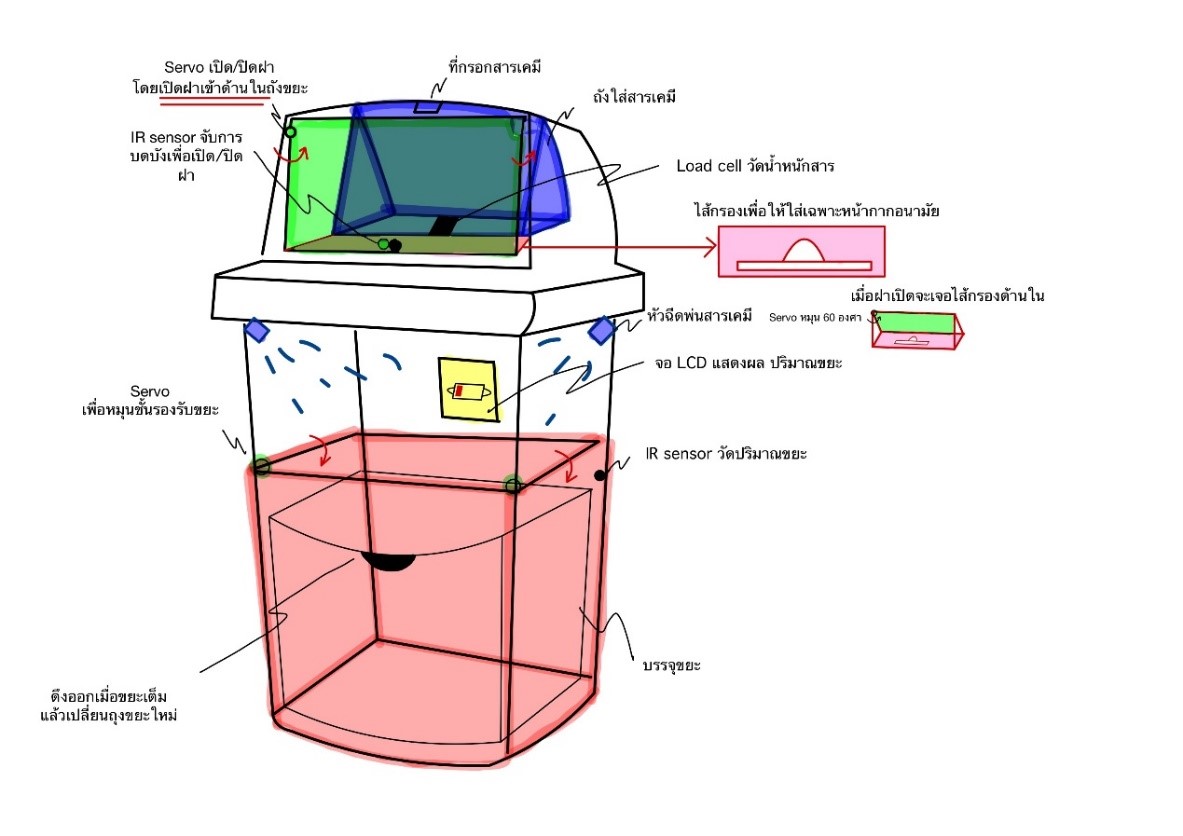 Servo เปิด/ปิดฝา
โดยเปิดฝาเข้าด้านในถังขยะ
ที่กรอกสารเคมี
ถังใส่สารเคมี
IR sensor จับการ
บดบังเพื่อเปิด/ปิด
ฝา
Load cell วัดน้ำหนักสาร
ไส้กรองเพื่อให้ใส่เฉพาะหน้ากากอนามัย
เมื่อฝาเปิดจะเจอไส้กรองด้านใน
Servo หมุน 60 องศา
หัวฉีดพ่นสารเคมี
จอ LCD แสดงผล ปริมาณขยะ
Servo
เพื่อหมุนชั้นรองรับขยะ
IR sensor วัดปริมาณขยะ
บรรจุขยะ
ดึงออกเมื่อขยะเต็ม
แล้วเปลี่ยนถุงขยะใหม่